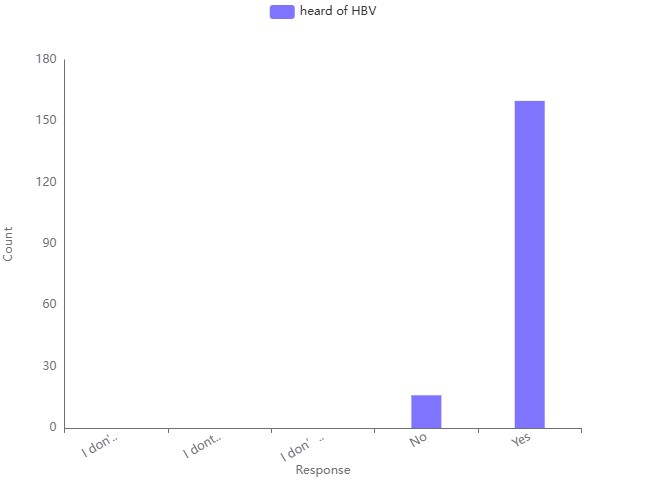 heard of HBV
180
150
120
90
60
30
0
Count
I don'..
I dont..
I don' ..
No
Yes
Response